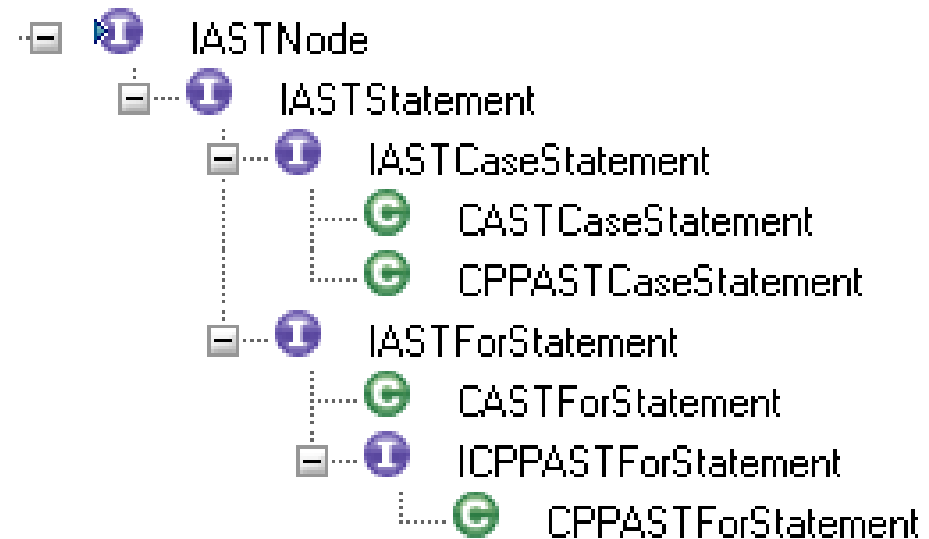 IASTNode
IASTStatement
IASTCaseStatement
CASTCaseStatement
CPPASTCaseStatement
IASTForStatement
CASTForStatement
ICPPASTForStatement
CPPASTForStatement